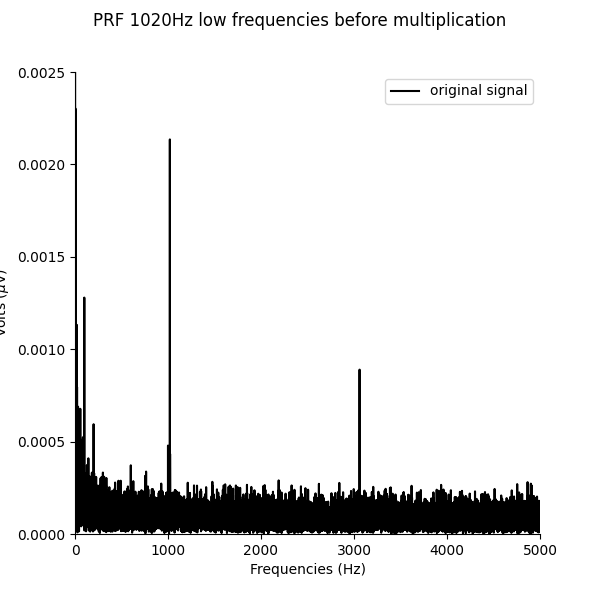 PRF 1020Hz low frequencies before multiplication
original signal
0.0025
0.0020
0.0015
0.0010
0.0005
0.0000
Volts (μV)
0 1000 2000 3000 4000 5000
Frequencies (Hz)